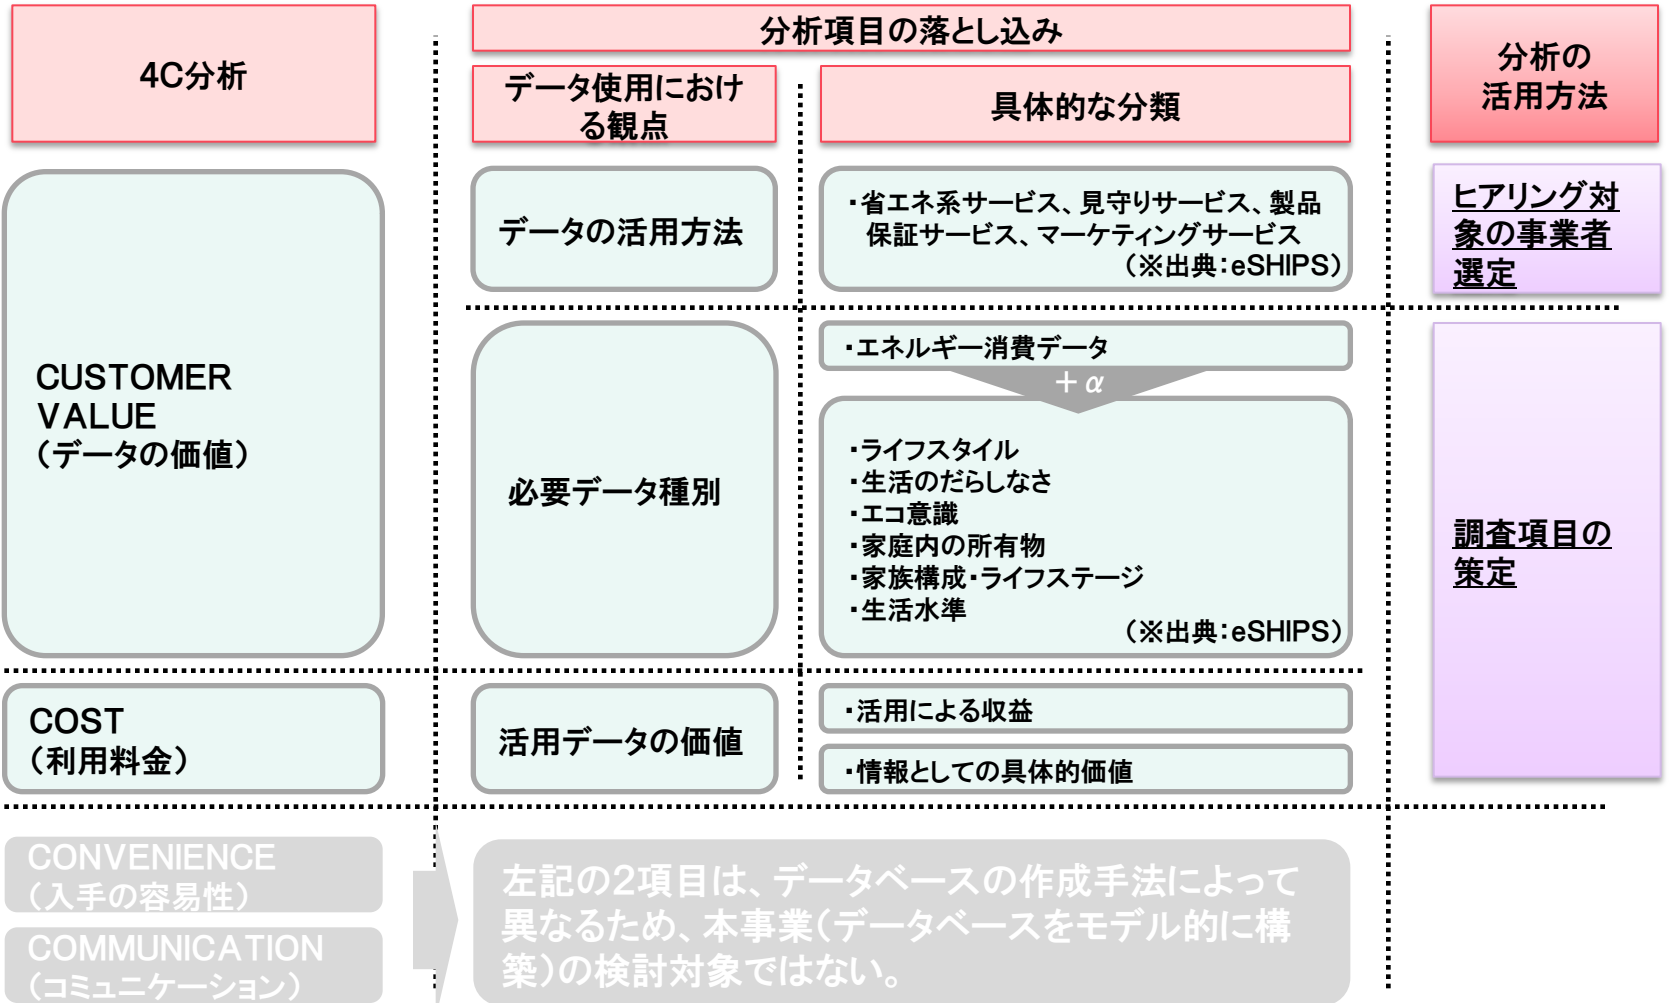 4C分析
分析項目の落とし込み
データ使用におけ
る観点
具体的な分類
分析の
活用方法
CUSTOMER
VALUE
（データの価値）
データの活用方法
・省エネ系サービス、見守りサービス、製品
保証サービス、マーケティングサービス
（※出典：eSHIPS）
ヒアリング対
象の事業者
選定
必要データ種別
・エネルギー消費データ
＋α
・ライフスタイル
・生活のだらしなさ
・エコ意識
・家庭内の所有物
・家族構成・ライフステージ
・生活水準
（※出典：eSHIPS）
調査項目の
策定
COST
（利用料金）
活用データの価値
・活用による収益
・情報としての具体的価値
CONVENIENCE
（入手の容易性）
COMMUNICATION
（コミュニケーション）
左記の2項目は、データベースの作成手法によって
異なるため、本事業（データベースをモデル的に構
築）の検討対象ではない。